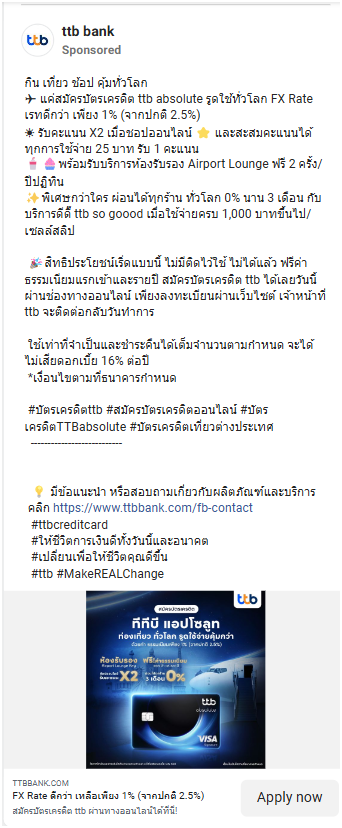 ttb
ttb bank
Sponsored
กิน เที่ยว ช้อป คุ้มทั่วโลก
✈ แค่สมัครบัตรเครดิต ttb absolute รูดใช้ทั่วโลก FX Rate
เรทดีกว่า เพียง 1% (จากปกติ 2.5%)
☀ รับคะแนน X2 เมื่อชอปออนไลน์ ⭐ และสะสมคะแนนได้
ทุกการใช้จ่าย 25 บาท รับ 1 คะแนน
🥤 🧁 พร้อมรับบริการห้องรับรอง Airport Lounge ฟรี 2 ครั้ง/
ปีปฏิทิน
✨ พิเศษกว่าใคร ผ่อนได้ทุกร้าน ทั่วโลก 0% นาน 3 เดือน กับ
บริการดีดี๊ ttb so goood เมื่อใช้จ่ายครบ 1,000 บาทขึ้นไป/
เซลล์สลิป
🎉 สิทธิประโยชน์เริ่ดแบบนี้ ไม่มีติดไว้ใช้ ไม่ได้แล้ว ฟรีค่า
ธรรมเนียมแรกเข้าและรายปี สมัครบัตรเครดิต ttb ได้เลยวันนี้
ผ่านช่องทางออนไลน์ เพียงลงทะเบียนผ่านเว็บไซต์ เจ้าหน้าที่
ttb จะติดต่อกลับวันทำการ
ใช้เท่าที่จำเป็นและชำระคืนได้เต็มจำนวนตามกำหนด จะได้
ไม่เสียดอกเบี้ย 16% ต่อปี
*เงื่อนไขตามที่ธนาคารกำหนด
#บัตรเครดิตttb #สมัครบัตรเครดิตออนไลน์ #บัตร
เครดิตTTBabsolute #บัตรเครดิตเที่ยวต่างประเทศ
---------------------------
💡 มีข้อแนะนำ หรือสอบถามเกี่ยวกับผลิตภัณฑ์และบริการ
คลิก https://www.ttbbank.com/fb-contact
#ttbcreditcard
#ให้ชีวิตการเงินดีทั้งวันนี้และอนาคต
#เปลี่ยนเพื่อให้ชีวิตคุณดีขึ้น
#ttb #MakeREALChange
ttb
สมัครบัตรเครดิต
ทีทีบี แอปโซลูท
ท่องเที่ยว ทั่วโลก รูดใช้จ่ายคุ้มกว่า
ห้องรับรอง
X2
3 เดือน 0%
ttb
absolute
VISA
TTBBANK.COM
FX Rate ดีกว่า เหลือเพียง 1% (จากปกติ 2.5%)
สมัครบัตรเครดิต ttb ผ่านทางออนไลน์ได้ที่นี่!
Apply now